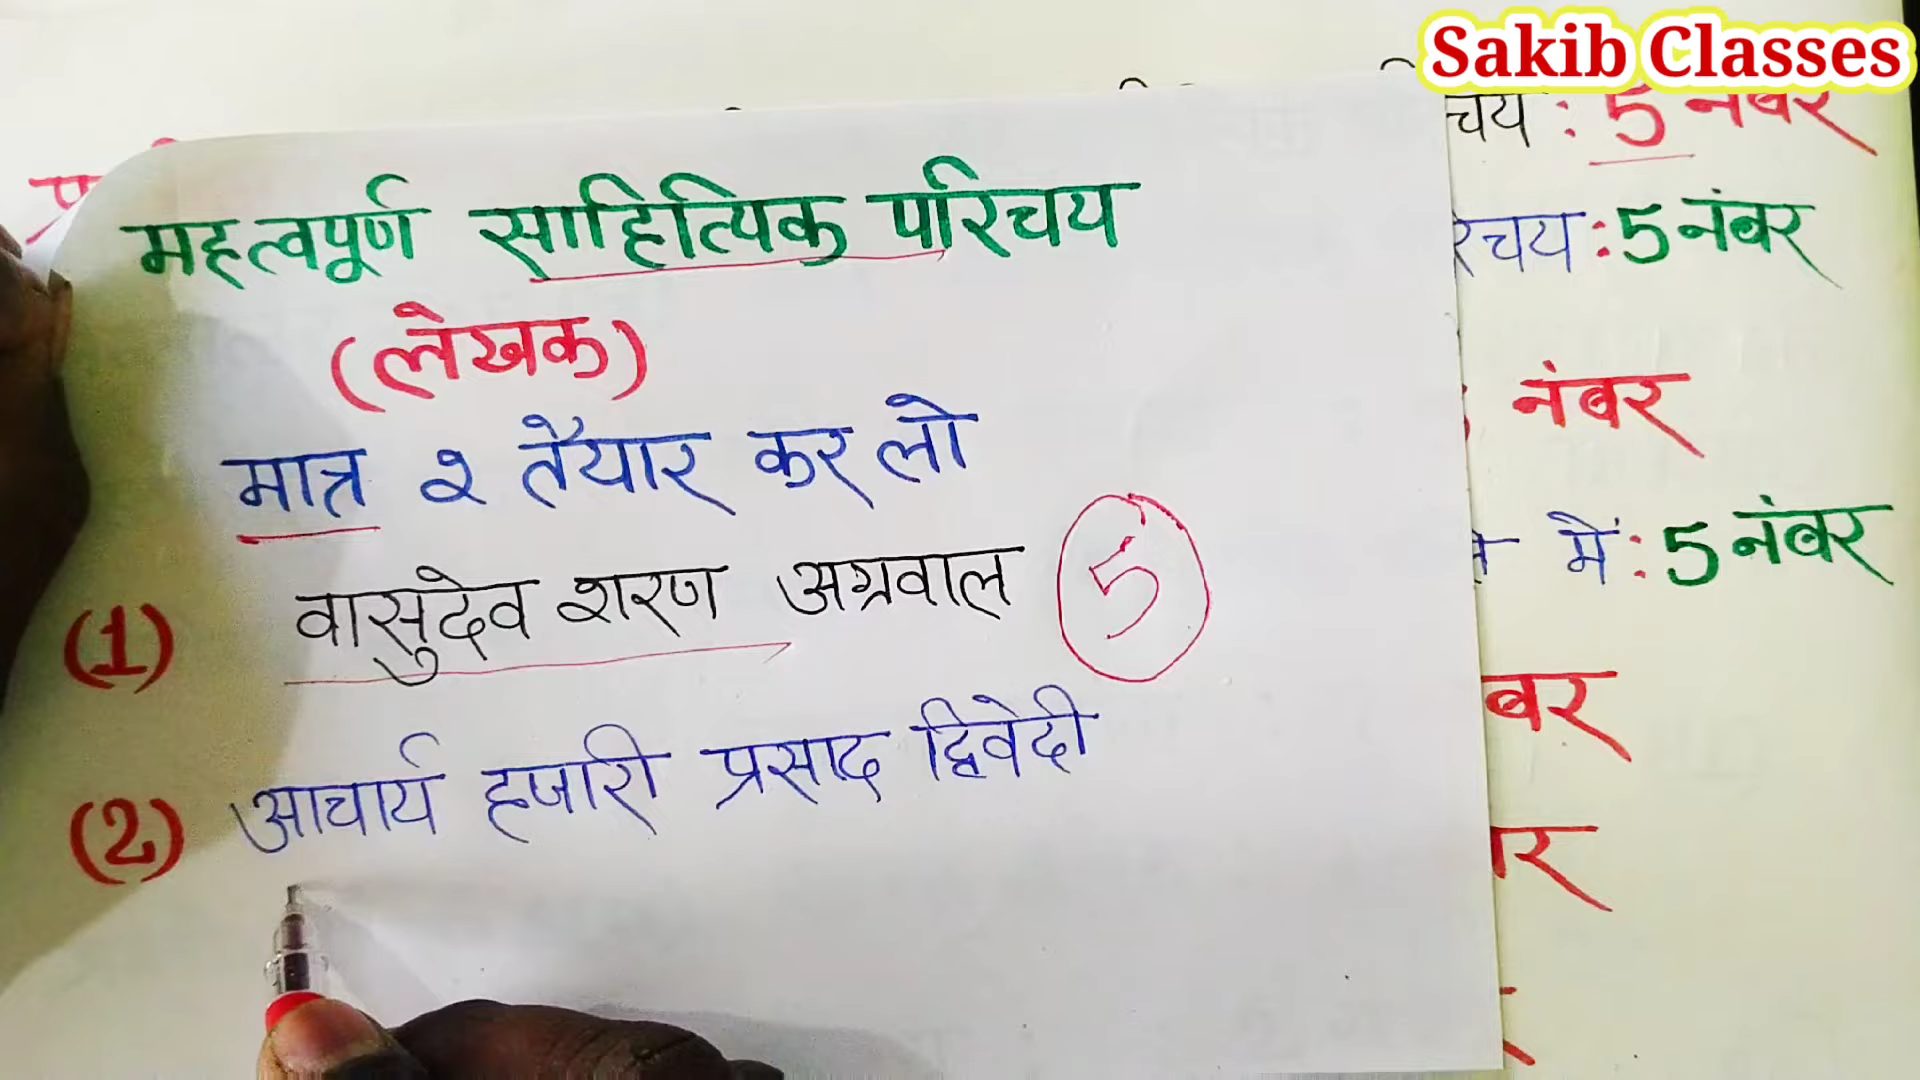 Sakib Classes
महत्वपूर्ण साहित्यिक परिचय
(लेखक)
मात्र २ तैयार कर लो
(1) वासुदेव शरण अग्रवाल 5
(2) आचार्य हजारी प्रसाद द्विवेदी
चय : 5 नंबर
रचय : 5 नंबर
नंबर
में : 5 नंबर
बर